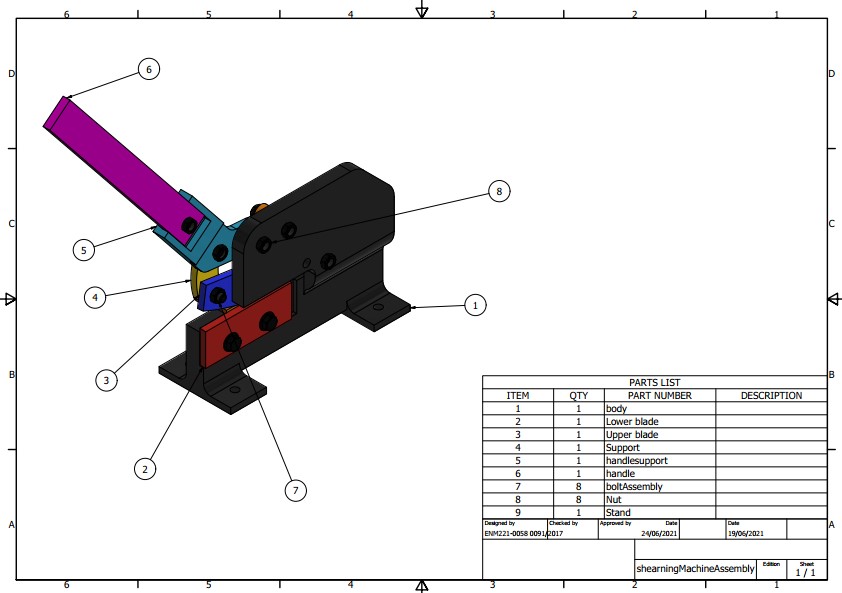 6 5 4 3 2 1
D D
6
C C
8
5
4
1
3
B B
2
7
A A
PARTS LIST
ITEM QTY PART NUMBER DESCRIPTION
1 1 body
2 1 Lower blade
3 1 Upper blade
4 1 Support
5 1 handlesupport
6 1 handle
7 8 boltAssembly
8 8 Nut
9 1 Stand
Designed by Checked by Approved by Date Date
ENM221-0058 0091/2017 24/06/2021 19/06/2021
shearningMachineAssembly
Edition Sheet
1 / 1
6 5 4 3 2 1